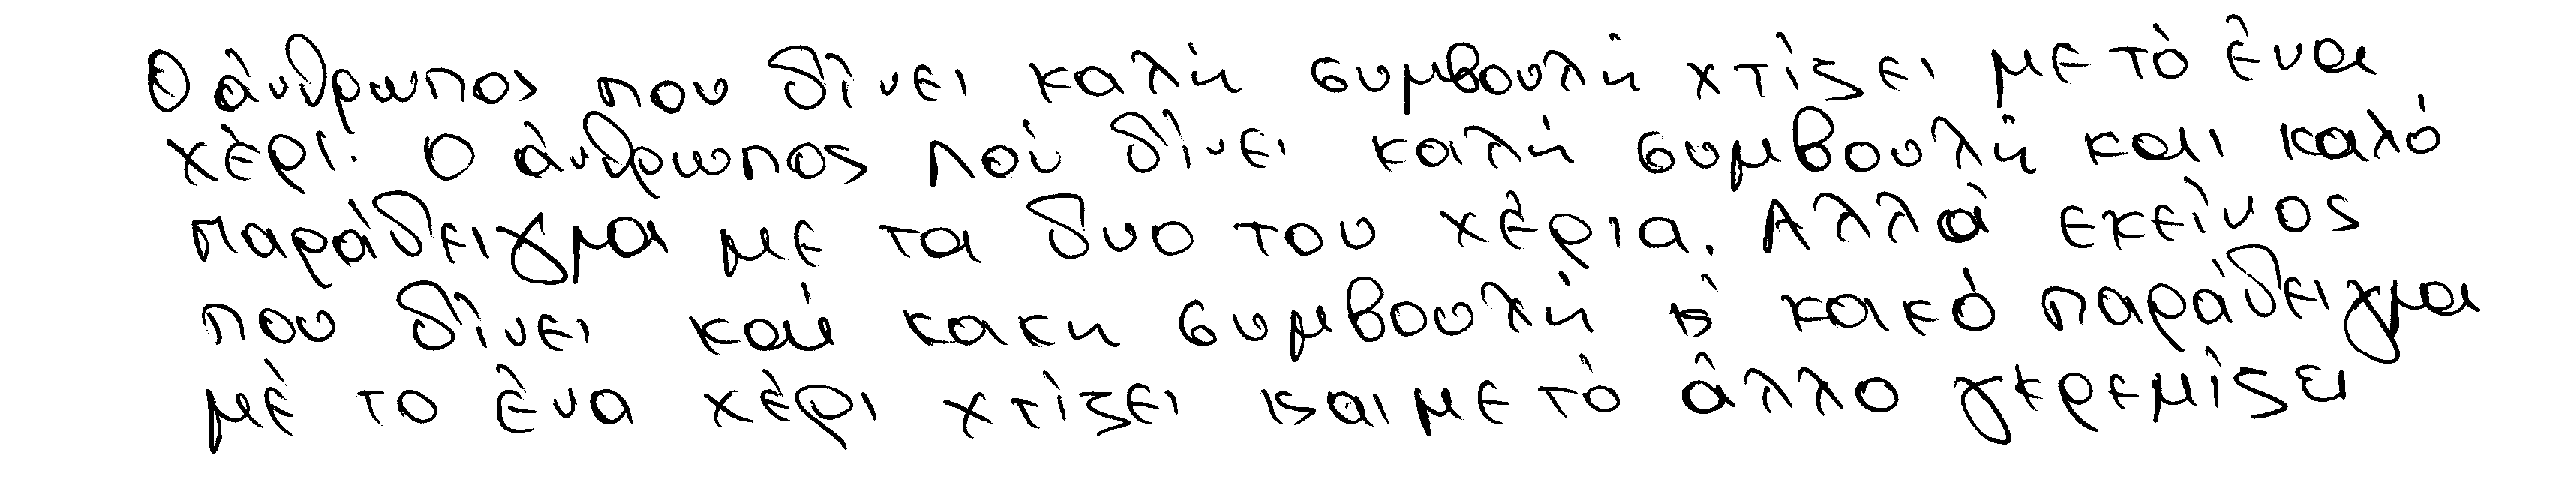 Ο άνθρωπος που δίνει καλή συμβουλή χτίζει με τό ένα
χέρι. Ο άνθρωπος πού δίνει καλή συμβουλή και καλό
παράδειγμα με τα δυο του χέρια. Αλλά εκείνος
που δίνει καί κακη συμβουλή κ κακό παράδειγμα
μέ το ένα χέρι χτίζει και με τό άλλο γκρεμίζει